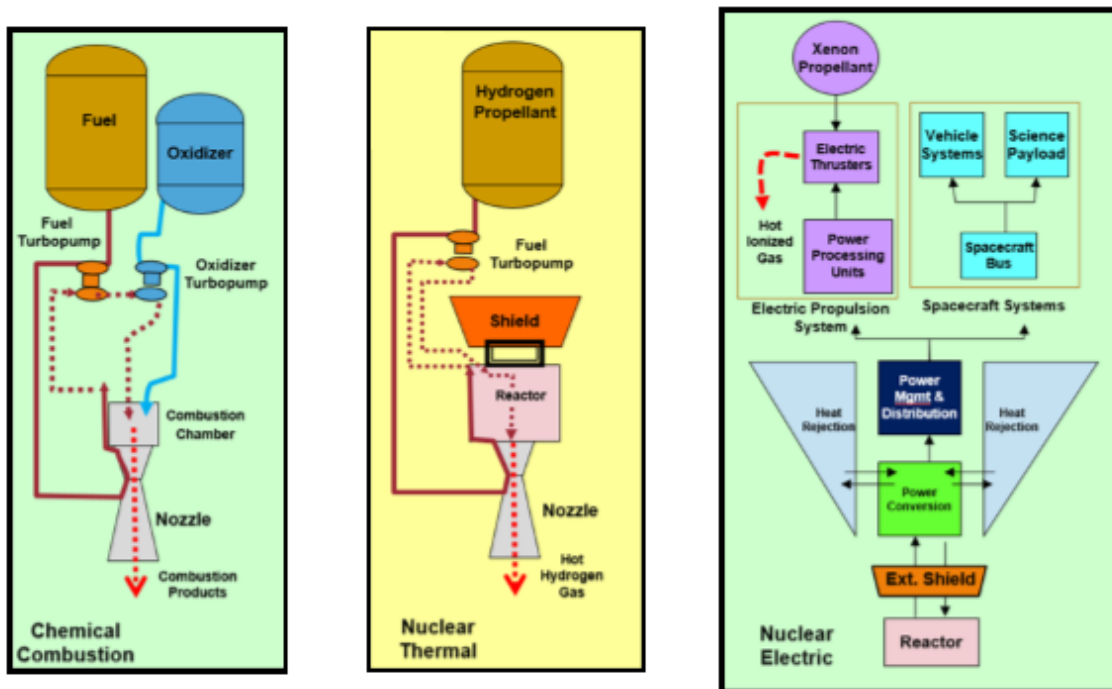 Fuel
Oxidizer
Fuel
Turbopump
Oxidizer
Turbopump
Combustion
Chamber
Nozzle
Combustion
Products
Chemical
Combustion
Hydrogen
Propellant
Fuel
Turbopump
Shield
Reactor
Nozzle
Hot
Hydrogen
Gas
Nuclear
Thermal
Xenon
Propellant
Electric
Thrusters
Hot
Ionized
Gas
Power
Processing
Units
Electric Propulsion
System
Vehicle
Systems
Science
Payload
Spacecraft
Bus
Spacecraft Systems
Heat
Rejection
Power
Mgmt &
Distribution
Heat
Rejection
Power
Conversion
Ext. Shield
Reactor
Nuclear
Electric